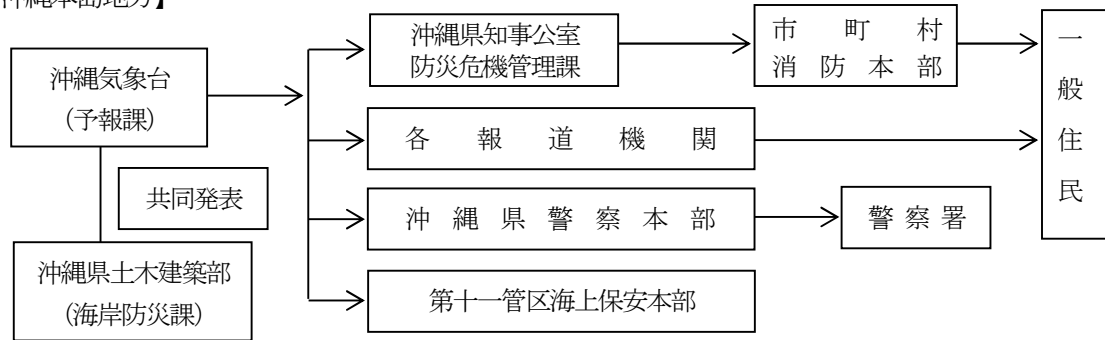 沖縄本島地方】
沖縄気象台
(予報課)
共同発表
沖縄県土木建築部
(海岸防災課)
沖縄県知事公室
防災危機管理課
市町村
消防本部
各報道機関
沖縄県警察本部
警察署
第十一管区海上保安本部
一般住民